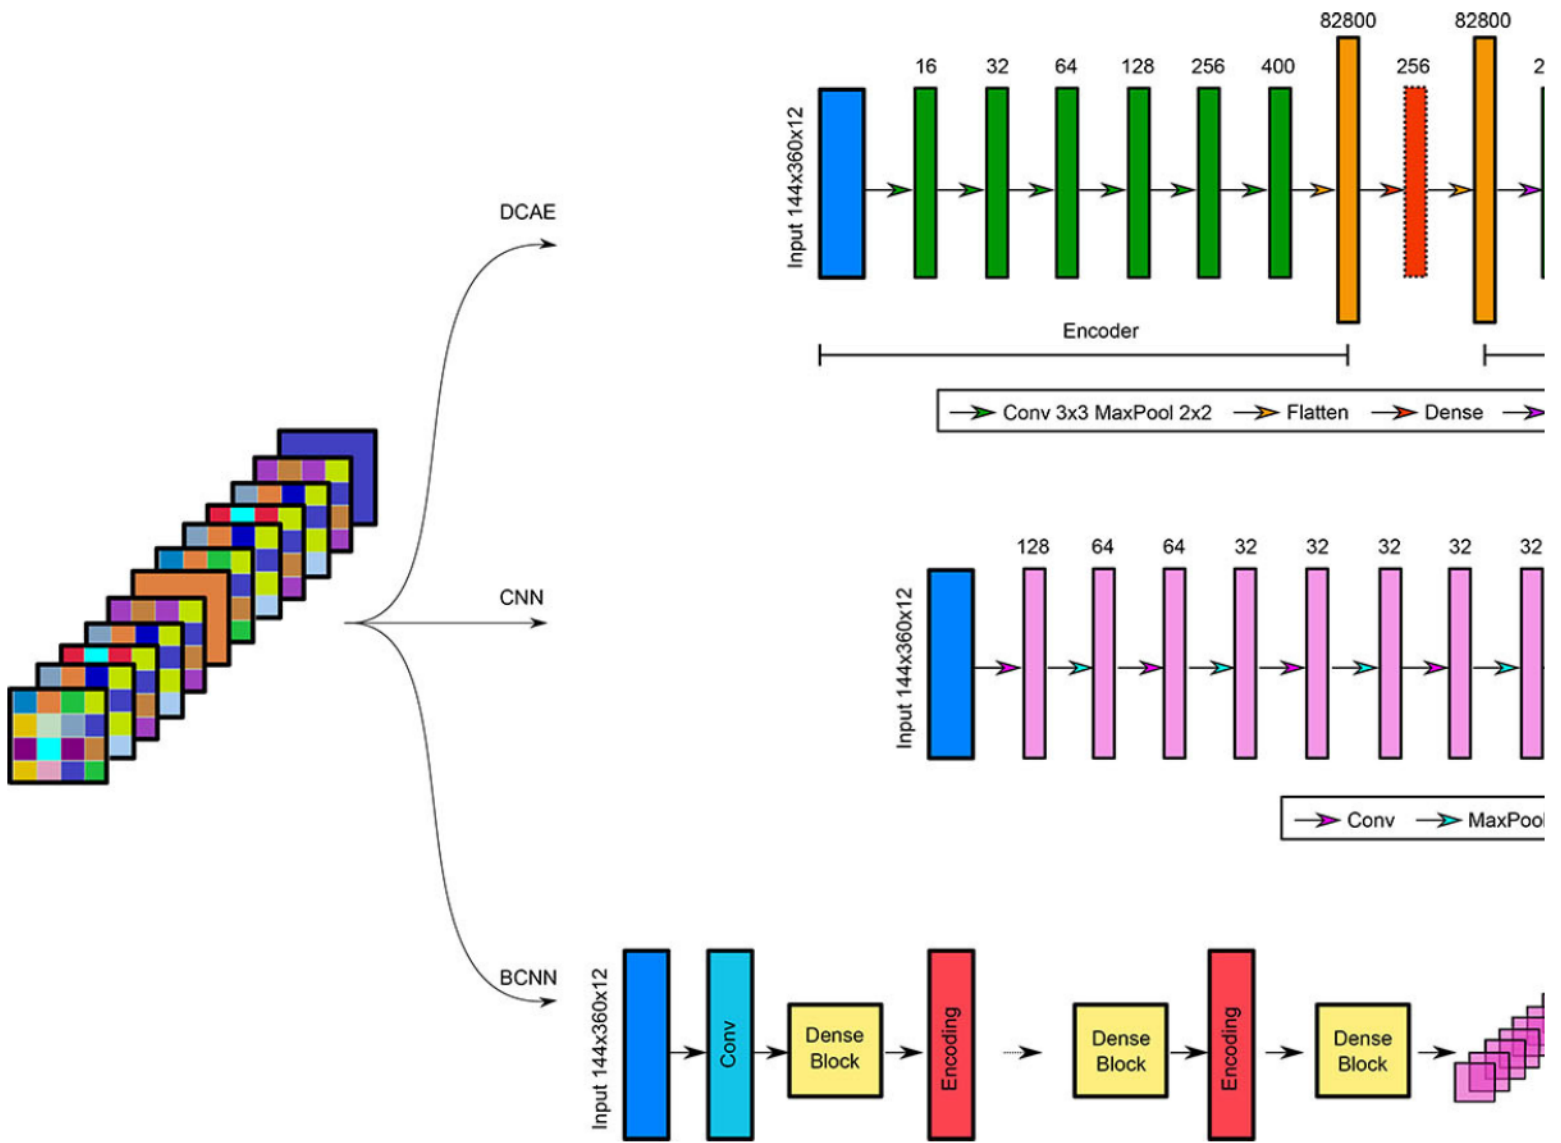 82800 82800
16 32 64 128 256 400 256 2
Input 144x360x12
DCAE
Encoder
Conv 3x3 MaxPool 2x2 Flatten Dense
128 64 64 32 32 32 32 32
Input 144x360x12
CNN
Conv MaxPool
BCNN
Input 144x360x12
Conv
Dense
Block
Encoding
Dense
Block
Encoding
Dense
Block